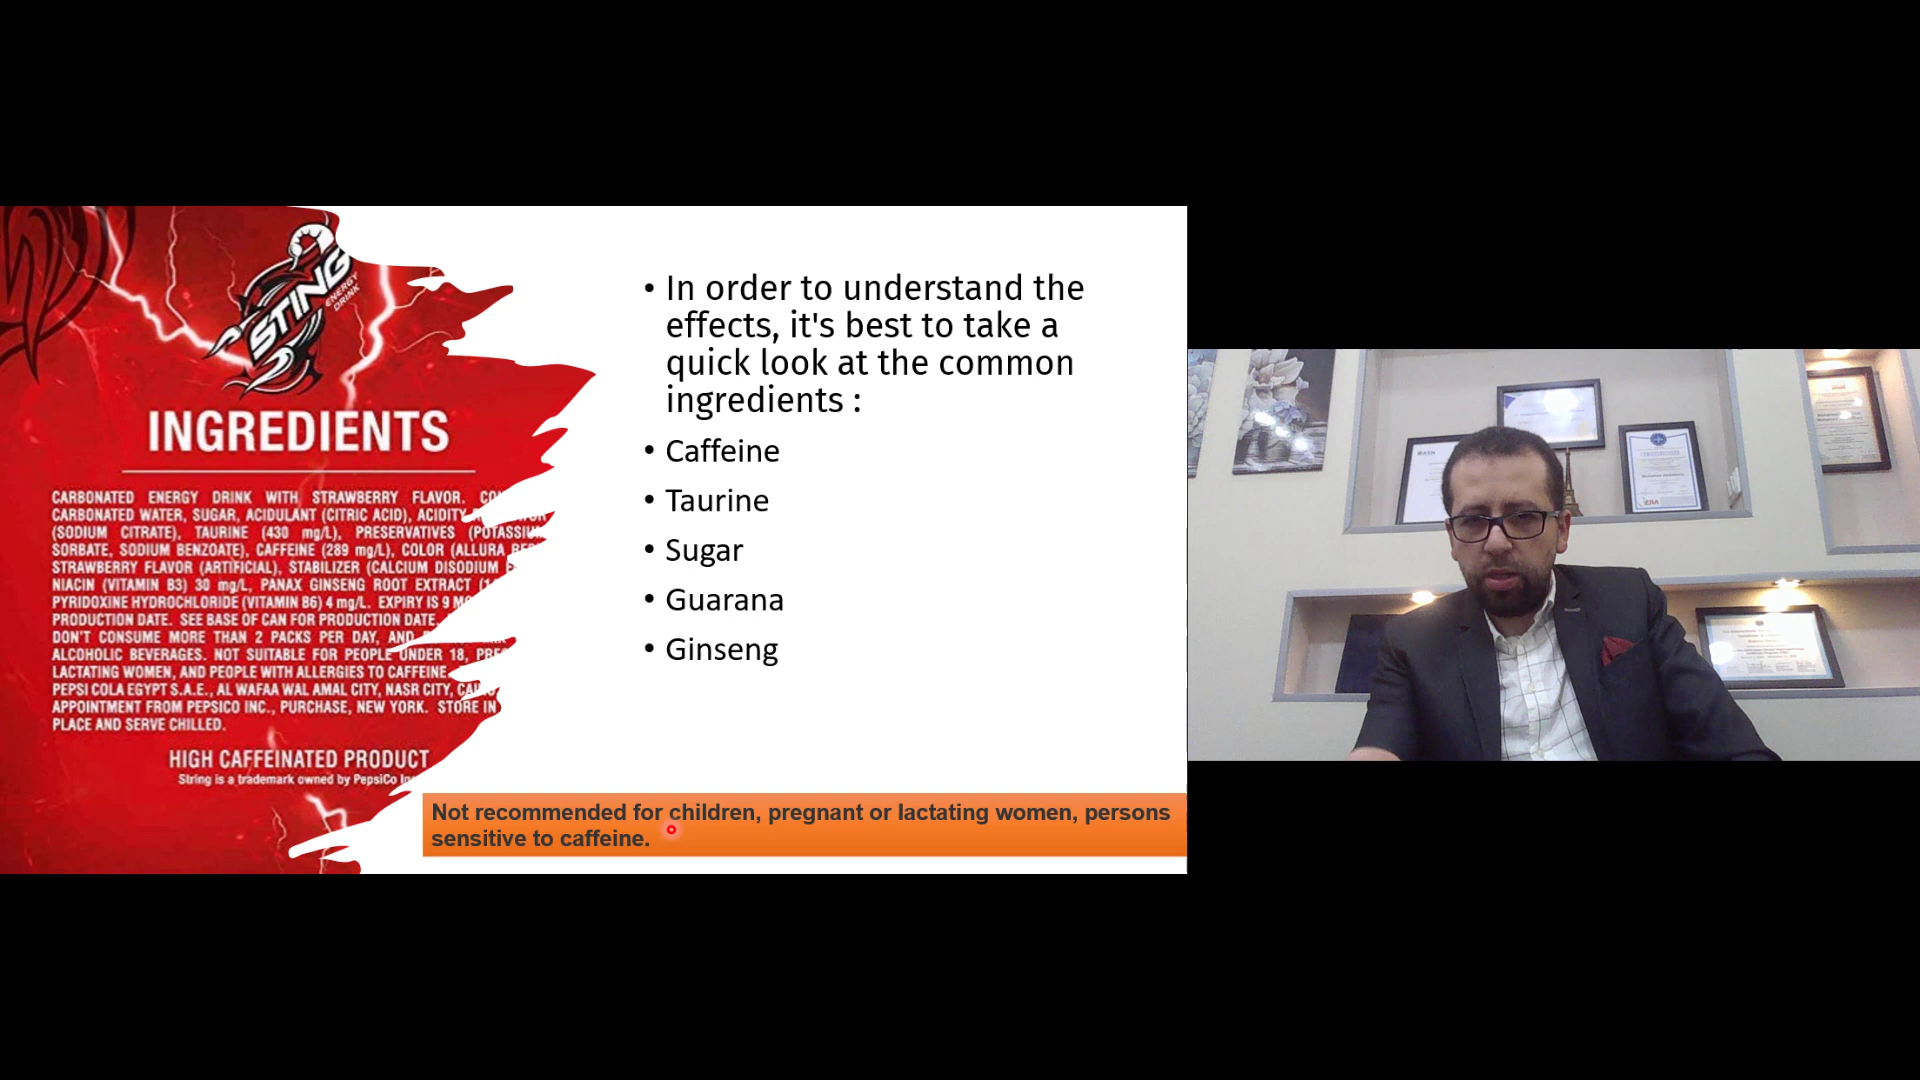 STING
ENERGY
DRINK
INGREDIENTS
CARBONATED ENERGY DRINK WITH STRAWBERRY FLAVOR.
CARBONATED WATER, SUGAR, ACIDULANT (CITRIC ACID), ACIDITY
(SODIUM CITRATE), TAURINE (430 mg/L), PRESERVATIVES (POTASSIUM
SORBATE, SODIUM BENZOATE), CAFFEINE (289 mg/L), COLOR (ALLURA
STRAWBERRY FLAVOR (ARTIFICIAL), STABILIZER (CALCIUM DISODIUM
NIACIN (VITAMIN B3) 30 mg/L, PANAX GINSENG ROOT EXTRACT
PYRIDOXINE HYDROCHLORIDE (VITAMIN B6) 4 mg/L. EXPIRY IS 9
PRODUCTION DATE. SEE BASE OF CAN FOR PRODUCTION DATE.
DON'T CONSUME MORE THAN 2 PACKS PER DAY, AND
ALCOHOLIC BEVERAGES. NOT SUITABLE FOR PEOPLE UNDER 18,
LACTATING WOMEN, AND PEOPLE WITH ALLERGIES TO CAFFEINE.
PEPSI COLA EGYPT S.A.E., AL WAFAA WAL AMAL CITY, NASR CITY,
APPOINTMENT FROM PEPSICO INC., PURCHASE, NEW YORK. STORE IN
PLACE AND SERVE CHILLED.
HIGH CAFFEINATED PRODUCT
String is a trademark owned by PepsiCo
• In order to understand the
effects, it's best to take a
quick look at the common
ingredients :
• Caffeine
• Taurine
• Sugar
• Guarana
• Ginseng
Not recommended for children, pregnant or lactating women, persons
sensitive to caffeine.